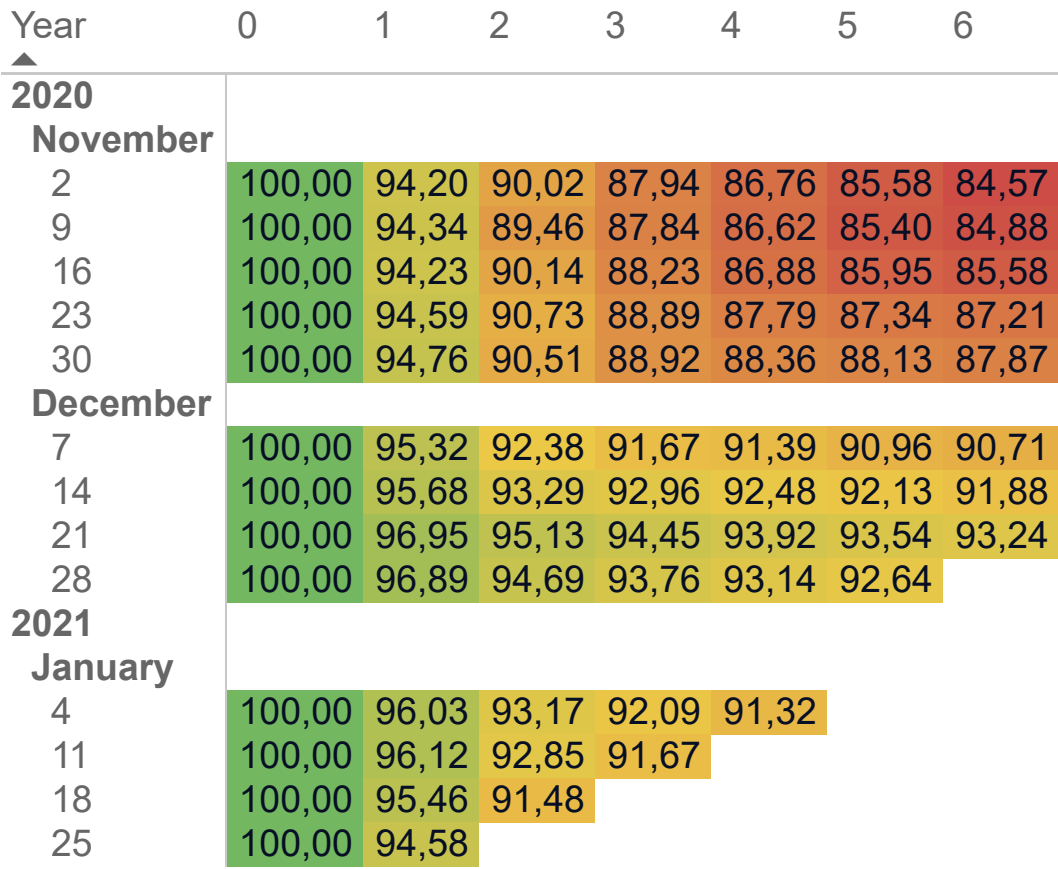 Year 0 1 2 3 4 5 6
2020
November
2 100,00 94,20 90,02 87,94 86,76 85,58 84,57
9 100,00 94,34 89,46 87,84 86,62 85,40 84,88
16 100,00 94,23 90,14 88,23 86,88 85,95 85,58
23 100,00 94,59 90,73 88,89 87,79 87,34 87,21
30 100,00 94,76 90,51 88,92 88,36 88,13 87,87
December
7 100,00 95,32 92,38 91,67 91,39 90,96 90,71
14 100,00 95,68 93,29 92,96 92,48 92,13 91,88
21 100,00 96,95 95,13 94,45 93,92 93,54 93,24
28 100,00 96,89 94,69 93,76 93,14 92,64
2021
January
4 100,00 96,03 93,17 92,09 91,32
11 100,00 96,12 92,85 91,67
18 100,00 95,46 91,48
25 100,00 94,58